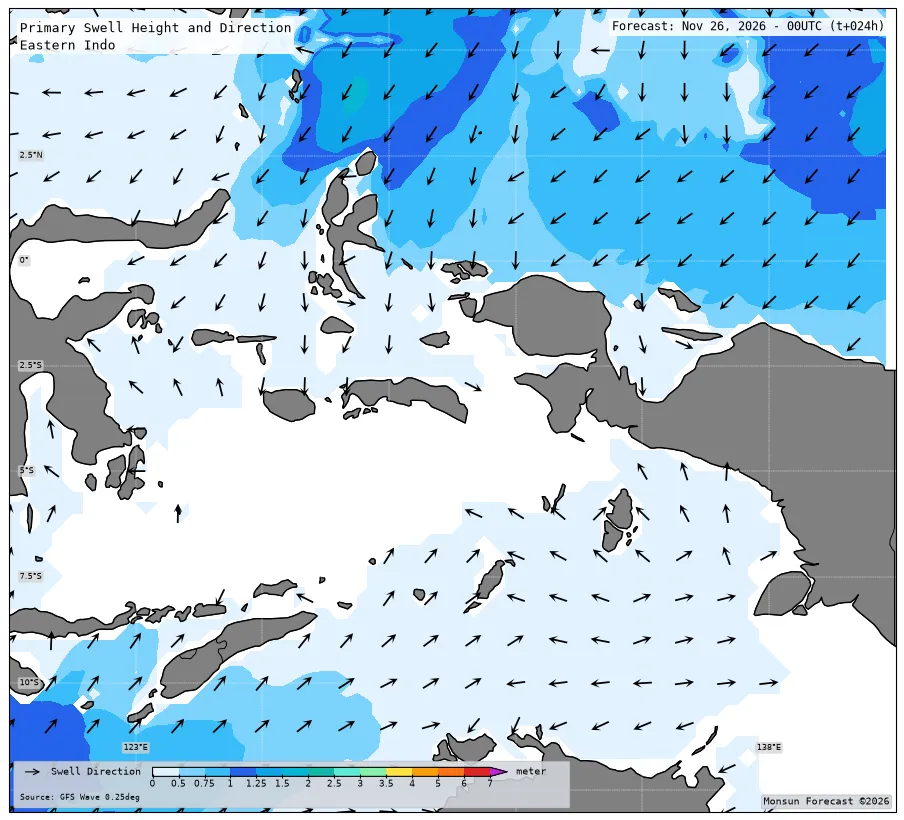 Primary Swell Height and Direction
Eastern Indo
Forecast: Nov 26, 2026 - 00UTC (t+024h)
2.5°N
0°
2.5°S
5°S
7.5°S
10°S
123°E
138°E
Swell Direction
meter
0 0.5 0.75 1 1.25 1.5 2 2.5 3 3.5 4 5 6 7
Source: GFS Wave 0.25deg
Monsun Forecast ©2026